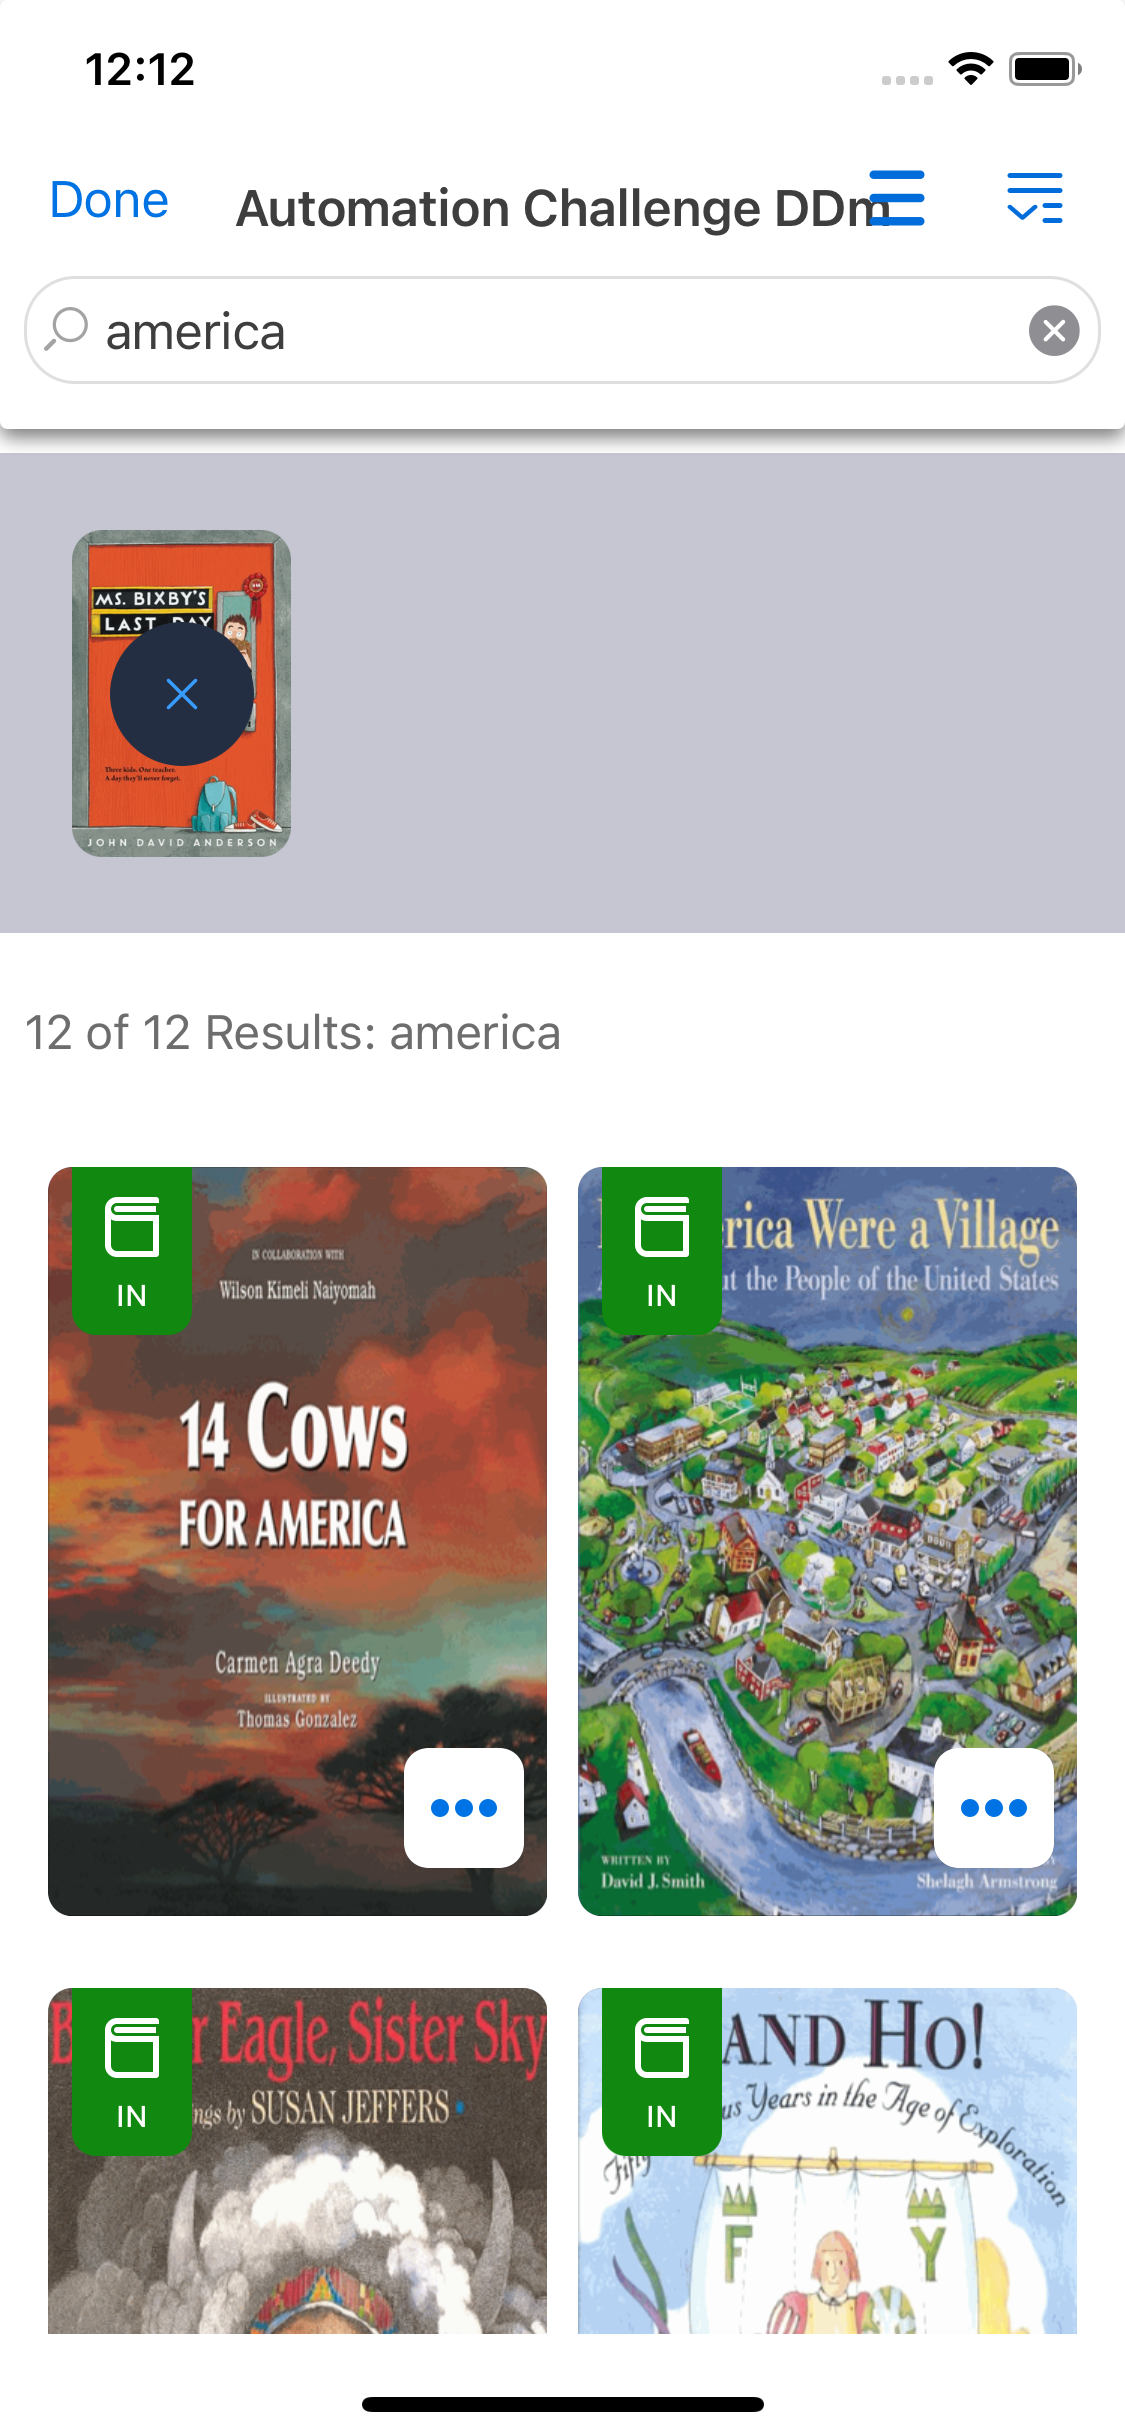 12:12
Done
Automation Challenge DDm
america
MS. BIXBY'S
LAST DAY
Three kids. One teacher.
A day they'll never forget.
JOHN DAVID ANDERSON
12 of 12 Results: america
IN
IN COLLABORATION WITH
Wilson Kimeli Naiyomah
14 COWS
FOR AMERICA
Carmen Agra Deedy
ILLUSTRATED BY
Thomas Gonzalez
IN
rica Were a Village
t the People of the United States
WRITTEN BY
David J. Smith
Shelagh Armstrong
IN
r Eagle, Sister Sky
ings by SUSAN JEFFERS
IN
AND HO!
Fifty
us Years in the Age of Exploration
F Y